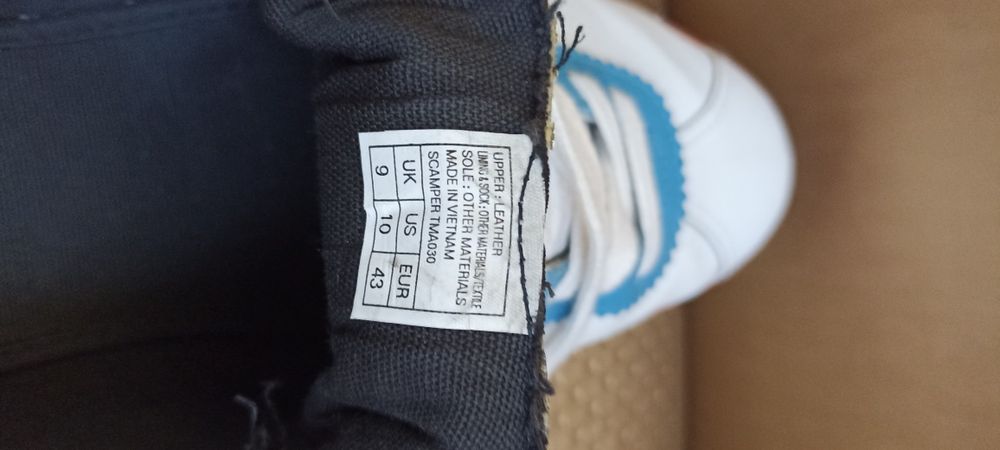 UPPER : LEATHER
LINING & SOCK : OTHER MATERIALS/TEXTILE
SOLE : OTHER MATERIALS
MADE IN VIETNAM
SCAMPER TMA030
UK US EUR
9 10 43